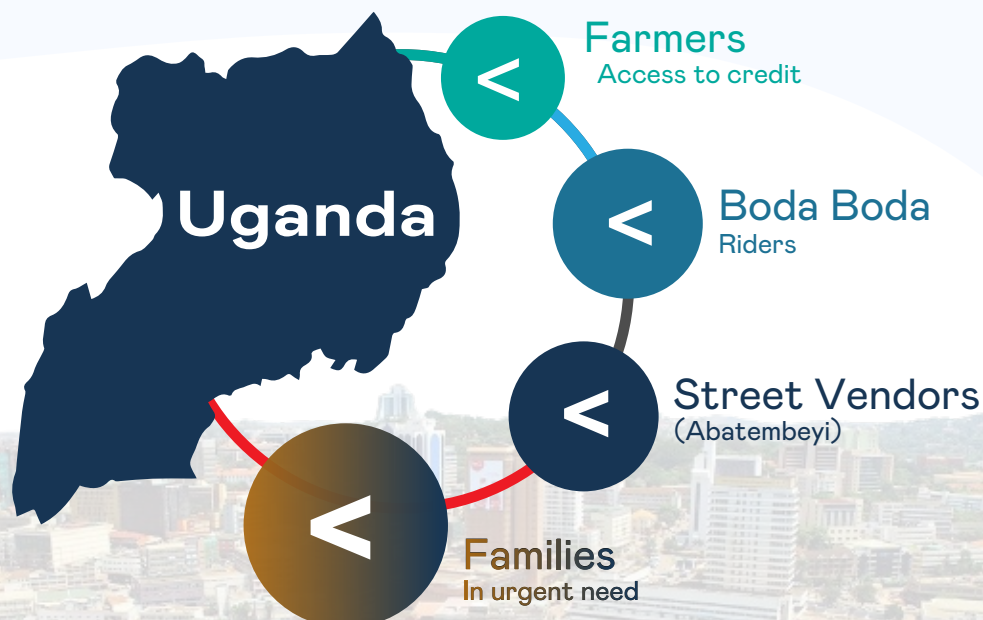 Farmers
Access to credit
<
Uganda
<
Boda Boda
Riders
<
Street Vendors
(Abatembeyi)
<
Families
In urgent need